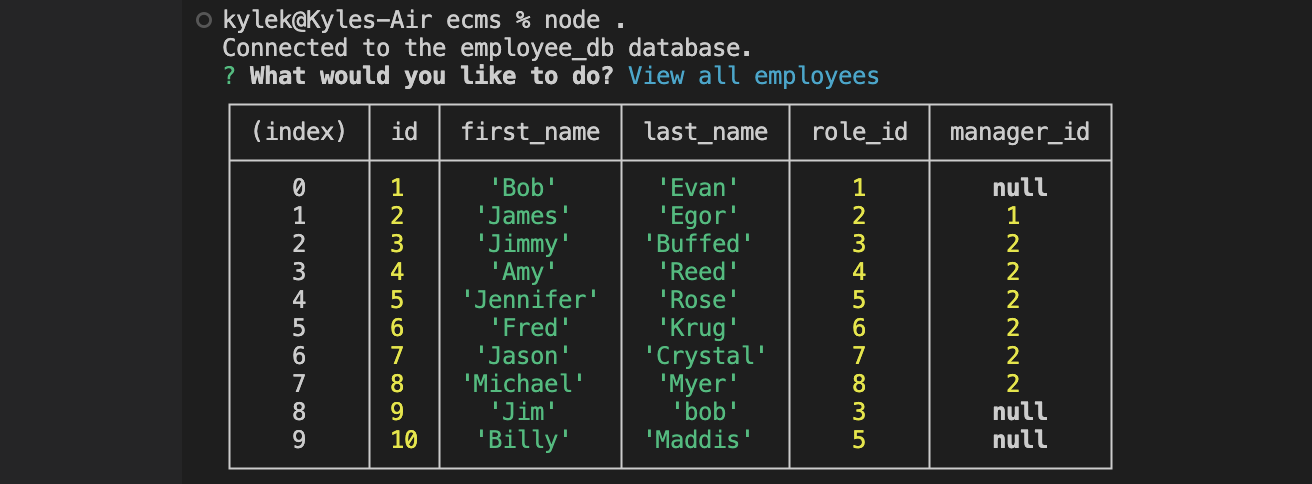 kylek@Kyles-Air ecms % node .
Connected to the employee_db database.
? What would you like to do? View all employees
(index) id first_name last_name role_id manager_id
0 1 'Bob' 'Evan' 1 null
1 2 'James' 'Egor' 2 1
2 3 'Jimmy' 'Buffed' 3 2
3 4 'Amy' 'Reed' 4 2
4 5 'Jennifer' 'Rose' 5 2
5 6 'Fred' 'Krug' 6 2
6 7 'Jason' 'Crystal' 7 2
7 8 'Michael' 'Myer' 8 2
8 9 'Jim' 'bob' 3 null
9 10 'Billy' 'Maddis' 5 null